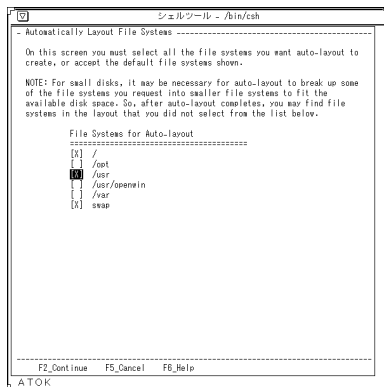 シェルツール - /bin/csh
- Automatically Layout File Systems -----------------------------------------
On this screen you must select all the file systems you want auto-layout to
create, or accept the default file systems shown.
NOTE: For small disks, it may be necessary for auto-layout to break up some
of the file systems you request into smaller file systems to fit the
available disk space. So, after auto-layout completes, you may find file
systems in the layout that you did not select from the list below.
File Systems for Auto-layout
========================================
[X] /
[ ] /opt
[X] /usr
[ ] /usr/openwin
[ ] /var
[X] swap
--------------------------------------------------------------------------------
F2_Continue F5_Cancel F6_Help
ATOK